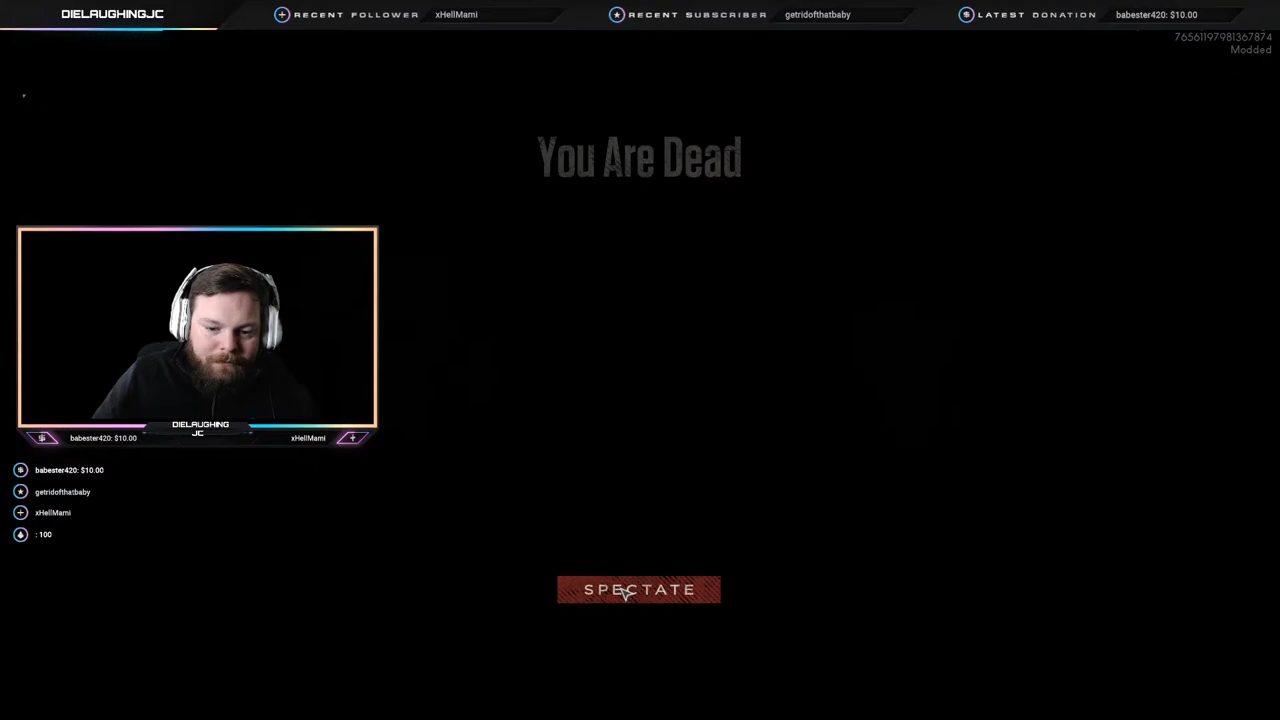 DIELAUGHINGJC
RECENT FOLLOWER xHellMami
RECENT SUBSCRIBER getridofthatbaby
LATEST DONATION babester420: $10.00
76561197981367874
Modded
You Are Dead
DIELAUGHING
JC
babester420: $10.00
xHellMami
babester420: $10.00
getridofthatbaby
xHellMami
: 100
SPECTATE